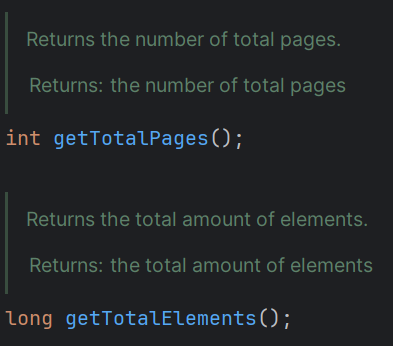 Returns the number of total pages.
Returns: the number of total pages
int getTotalPages();
Returns the total amount of elements.
Returns: the total amount of elements
long getTotalElements();